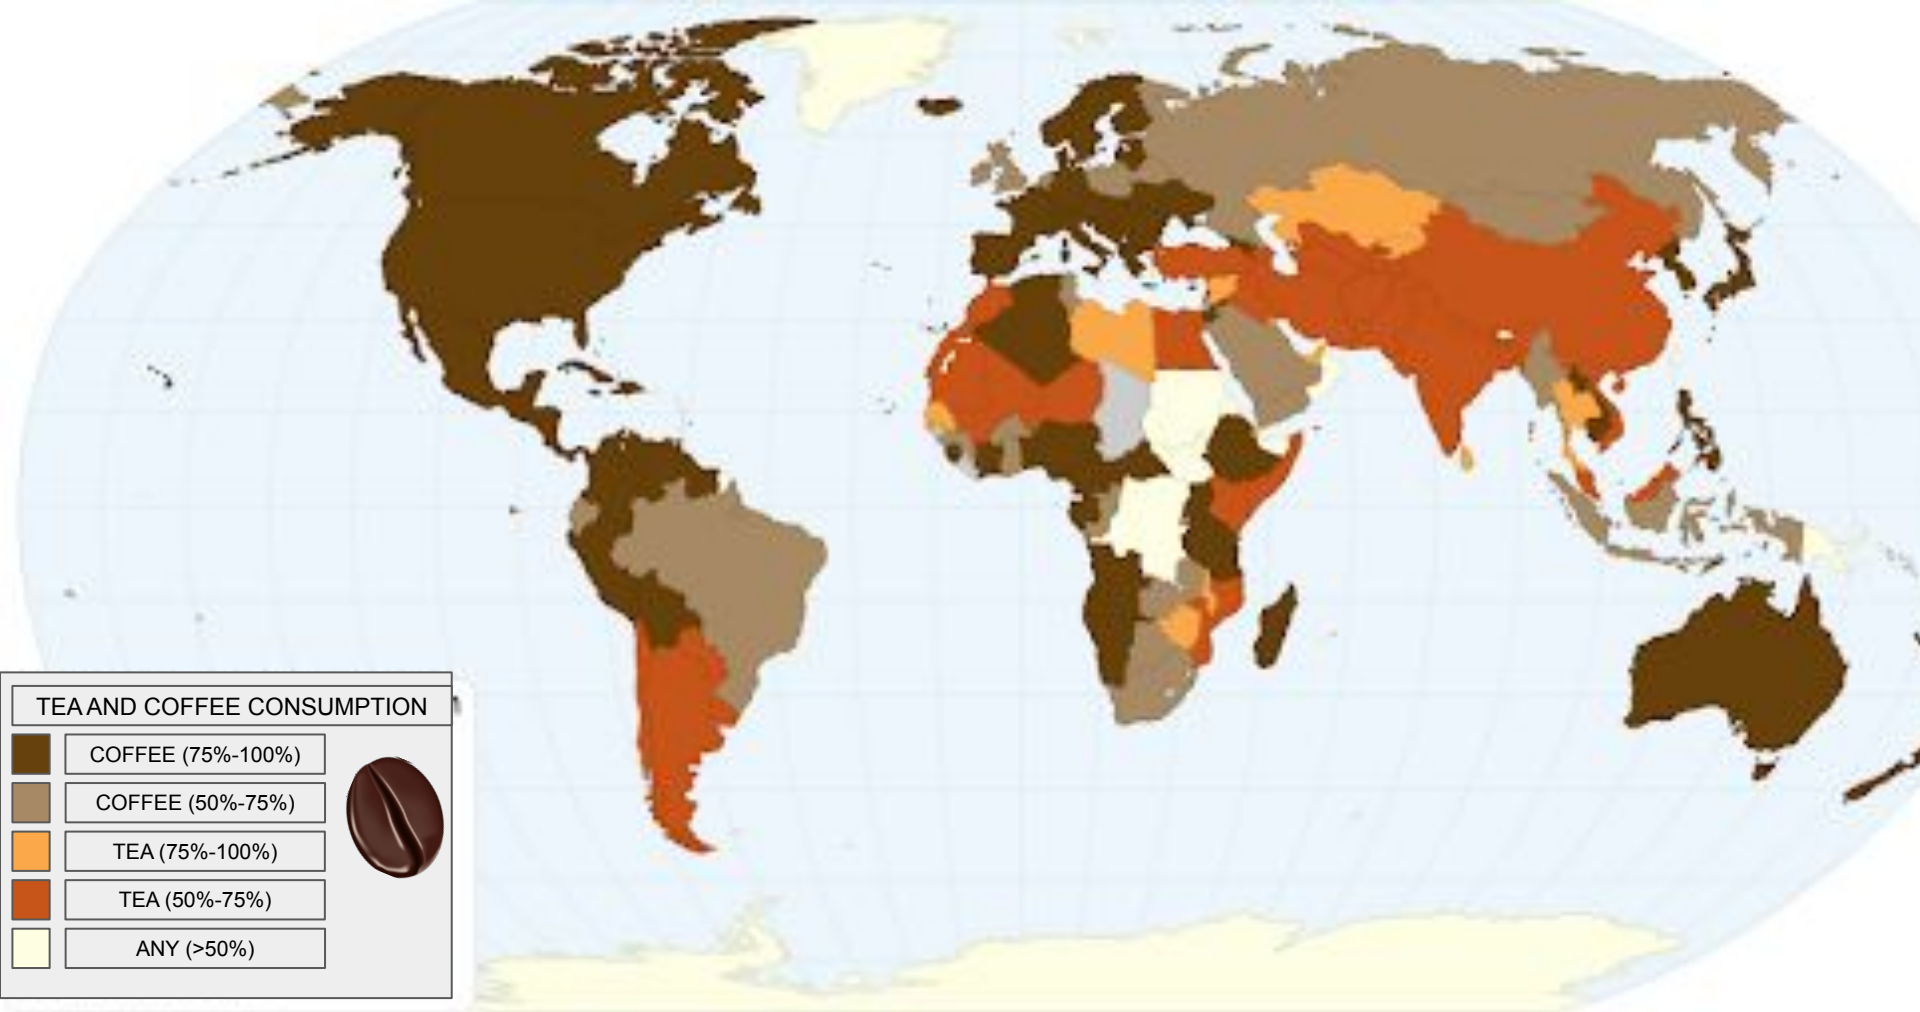 TEA AND COFFEE CONSUMPTION
COFFEE (75%-100%)
COFFEE (50%-75%)
TEA (75%-100%)
TEA (50%-75%)
ANY (>50%)